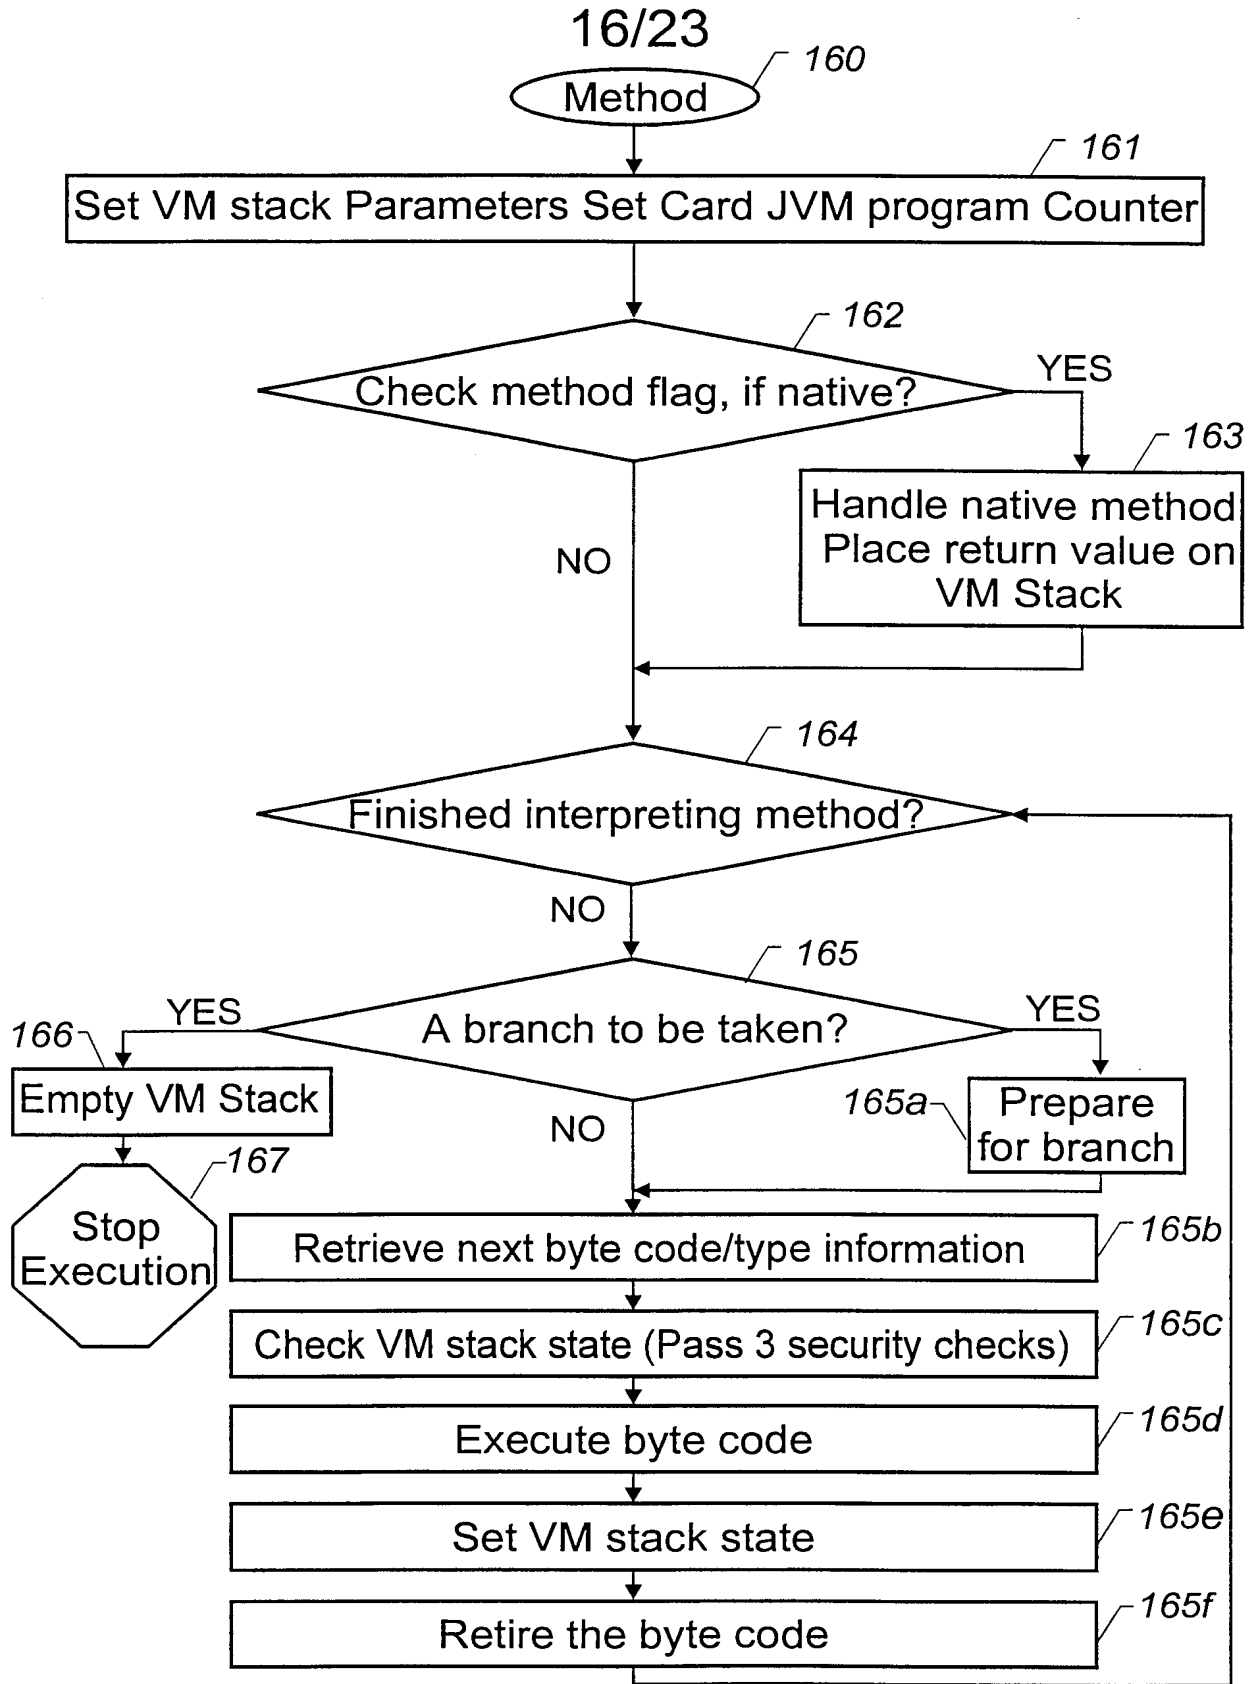 16/23
160
Method
161
Set VM stack Parameters Set Card JVM program Counter
162
Check method flag, if native?
YES
163
Handle native method
Place return value on
VM Stack
NO
164
Finished interpreting method?
NO
165
A branch to be taken?
YES
YES
166
Empty VM Stack
165a
Prepare
for branch
NO
167
Stop
Execution
165b
Retrieve next byte code/type information
165c
Check VM stack state (Pass 3 security checks)
165d
Execute byte code
165e
Set VM stack state
165f
Retire the byte code